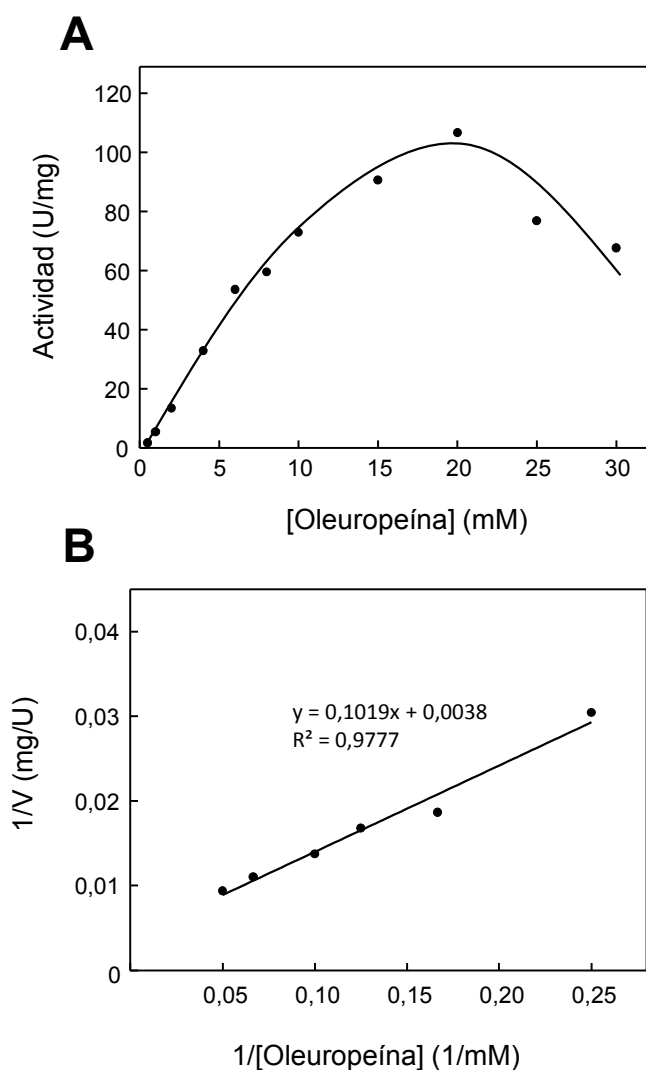 A
Actividad (U/mg)
120
100
80
60
40
20
0
0 5 10 15 20 25 30
[Oleuropeína] (mM)
B
1/V (mg/U)
0,04
0,03
0,02
0,01
0
y = 0,1019x + 0,0038
R² = 0,9777
0,05 0,10 0,15 0,20 0,25
1/[Oleuropeína] (1/mM)